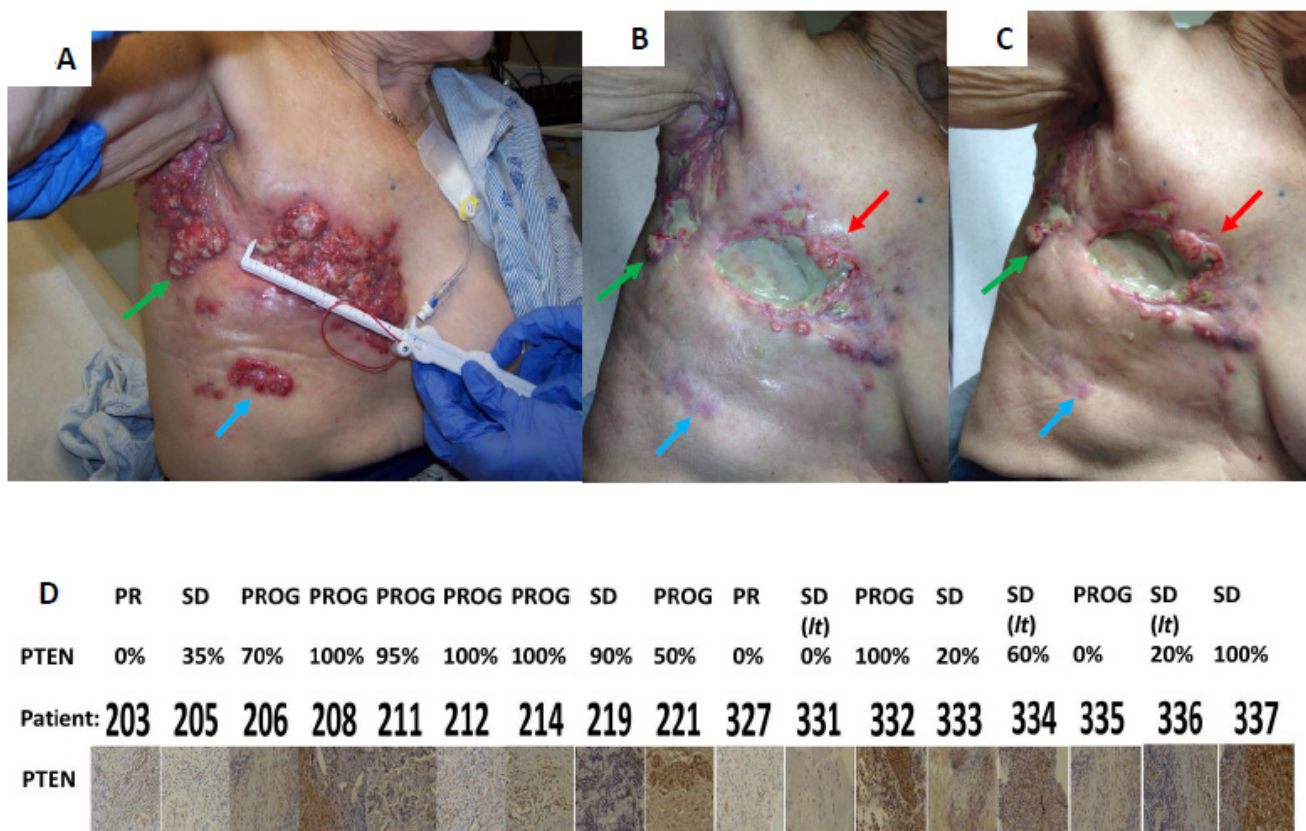 A
B
C
D PR SD PROG PROG PROG PROG PROG SD PROG PR SD (lt) PROG SD SD (lt) PROG SD (lt) SD
PTEN 0% 35% 70% 100% 95% 100% 100% 90% 50% 0% 0% 100% 20% 60% 0% 20% 100%
Patient: 203 205 206 208 211 212 214 219 221 327 331 332 333 334 335 336 337
PTEN